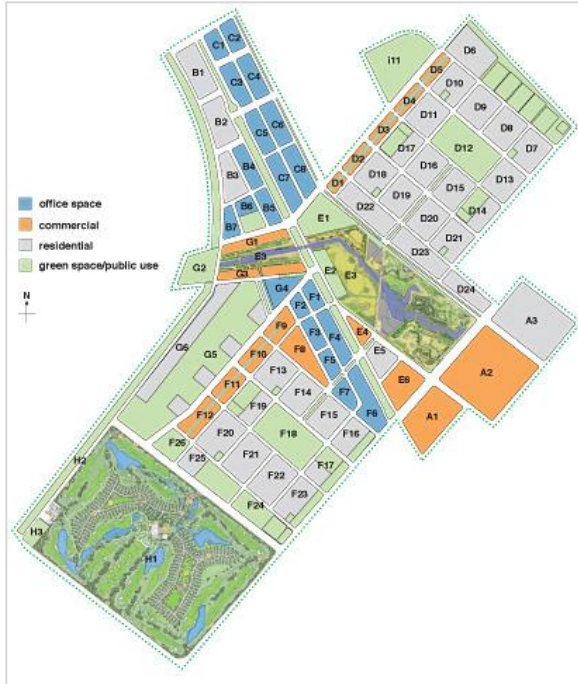 C1
C2
B1
C3
C4
B2
C5
C6
B3
B4
C7
C8
B6
B5
B7
i11
D6
D5
D10
D4
D9
D11
D8
D3
D17
D12
D7
D2
D16
D18
D15
D13
D1
D19
D14
D22
D20
D21
D23
D24
office space
commercial
residential
green space/public use
N
E1
G1
E3
G2
G3
E2
E3
G4
F1
F2
F9
F3
F4
E4
F8
F5
E5
G6
G5
F10
F13
F11
F14
F7
E6
F12
F19
F15
F6
A3
A2
A1
F20
F18
F16
F26
F25
F21
F17
F22
F24
F23
H2
H3
H1